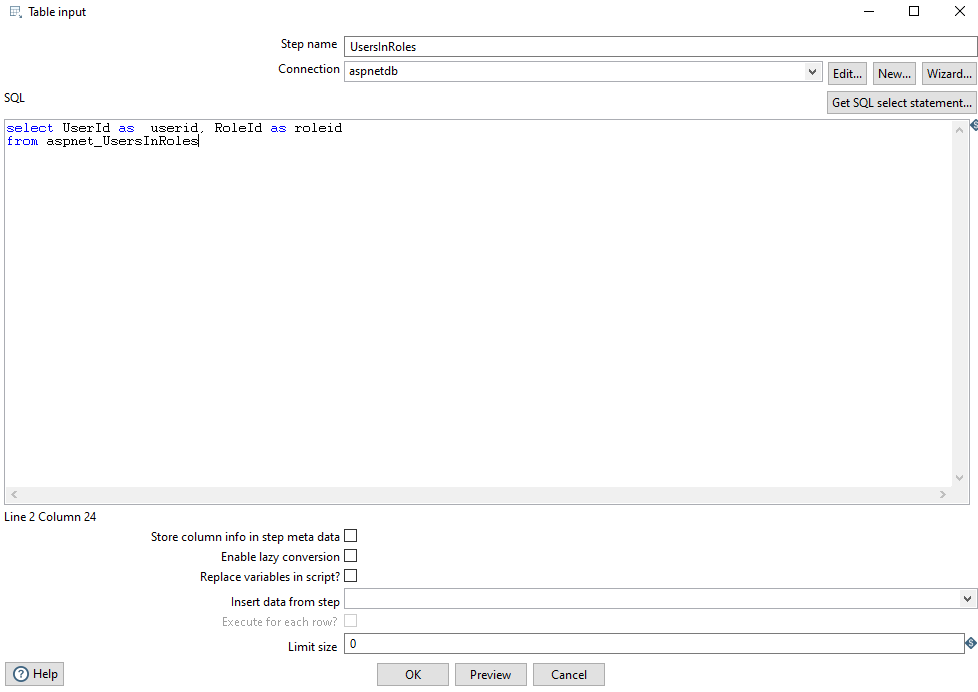 Table input
Step name UsersInRoles
Connection aspnetdb Edit... New... Wizard...
SQL Get SQL select statement...
select UserId as  userid, RoleId as roleid
from aspnet_UsersInRoles
Line 2 Column 24
Store column info in step meta data
Enable lazy conversion
Replace variables in script?
Insert data from step
Execute for each row?
Limit size 0
Help OK Preview Cancel